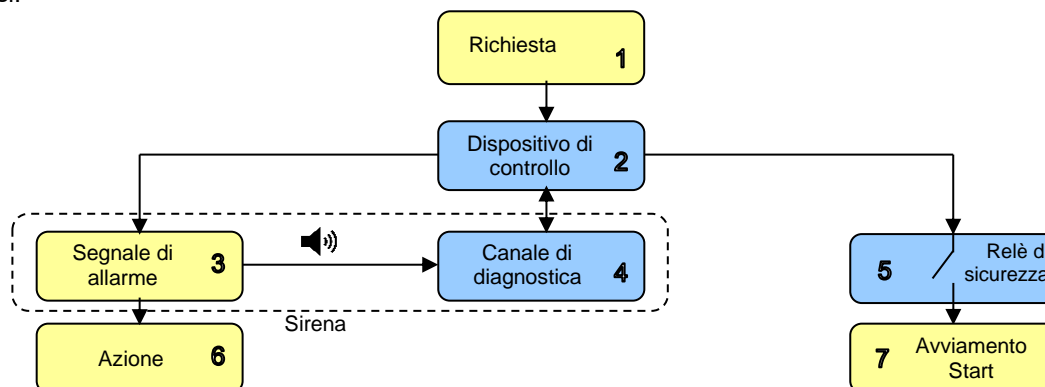 Richiesta
1
Dispositivo di
controllo
2
Segnale di
allarme
3
Canale di
diagnostica
4
5
Relè d
sicurezza
Sirena
Azione
6
7
Avviamento
Start